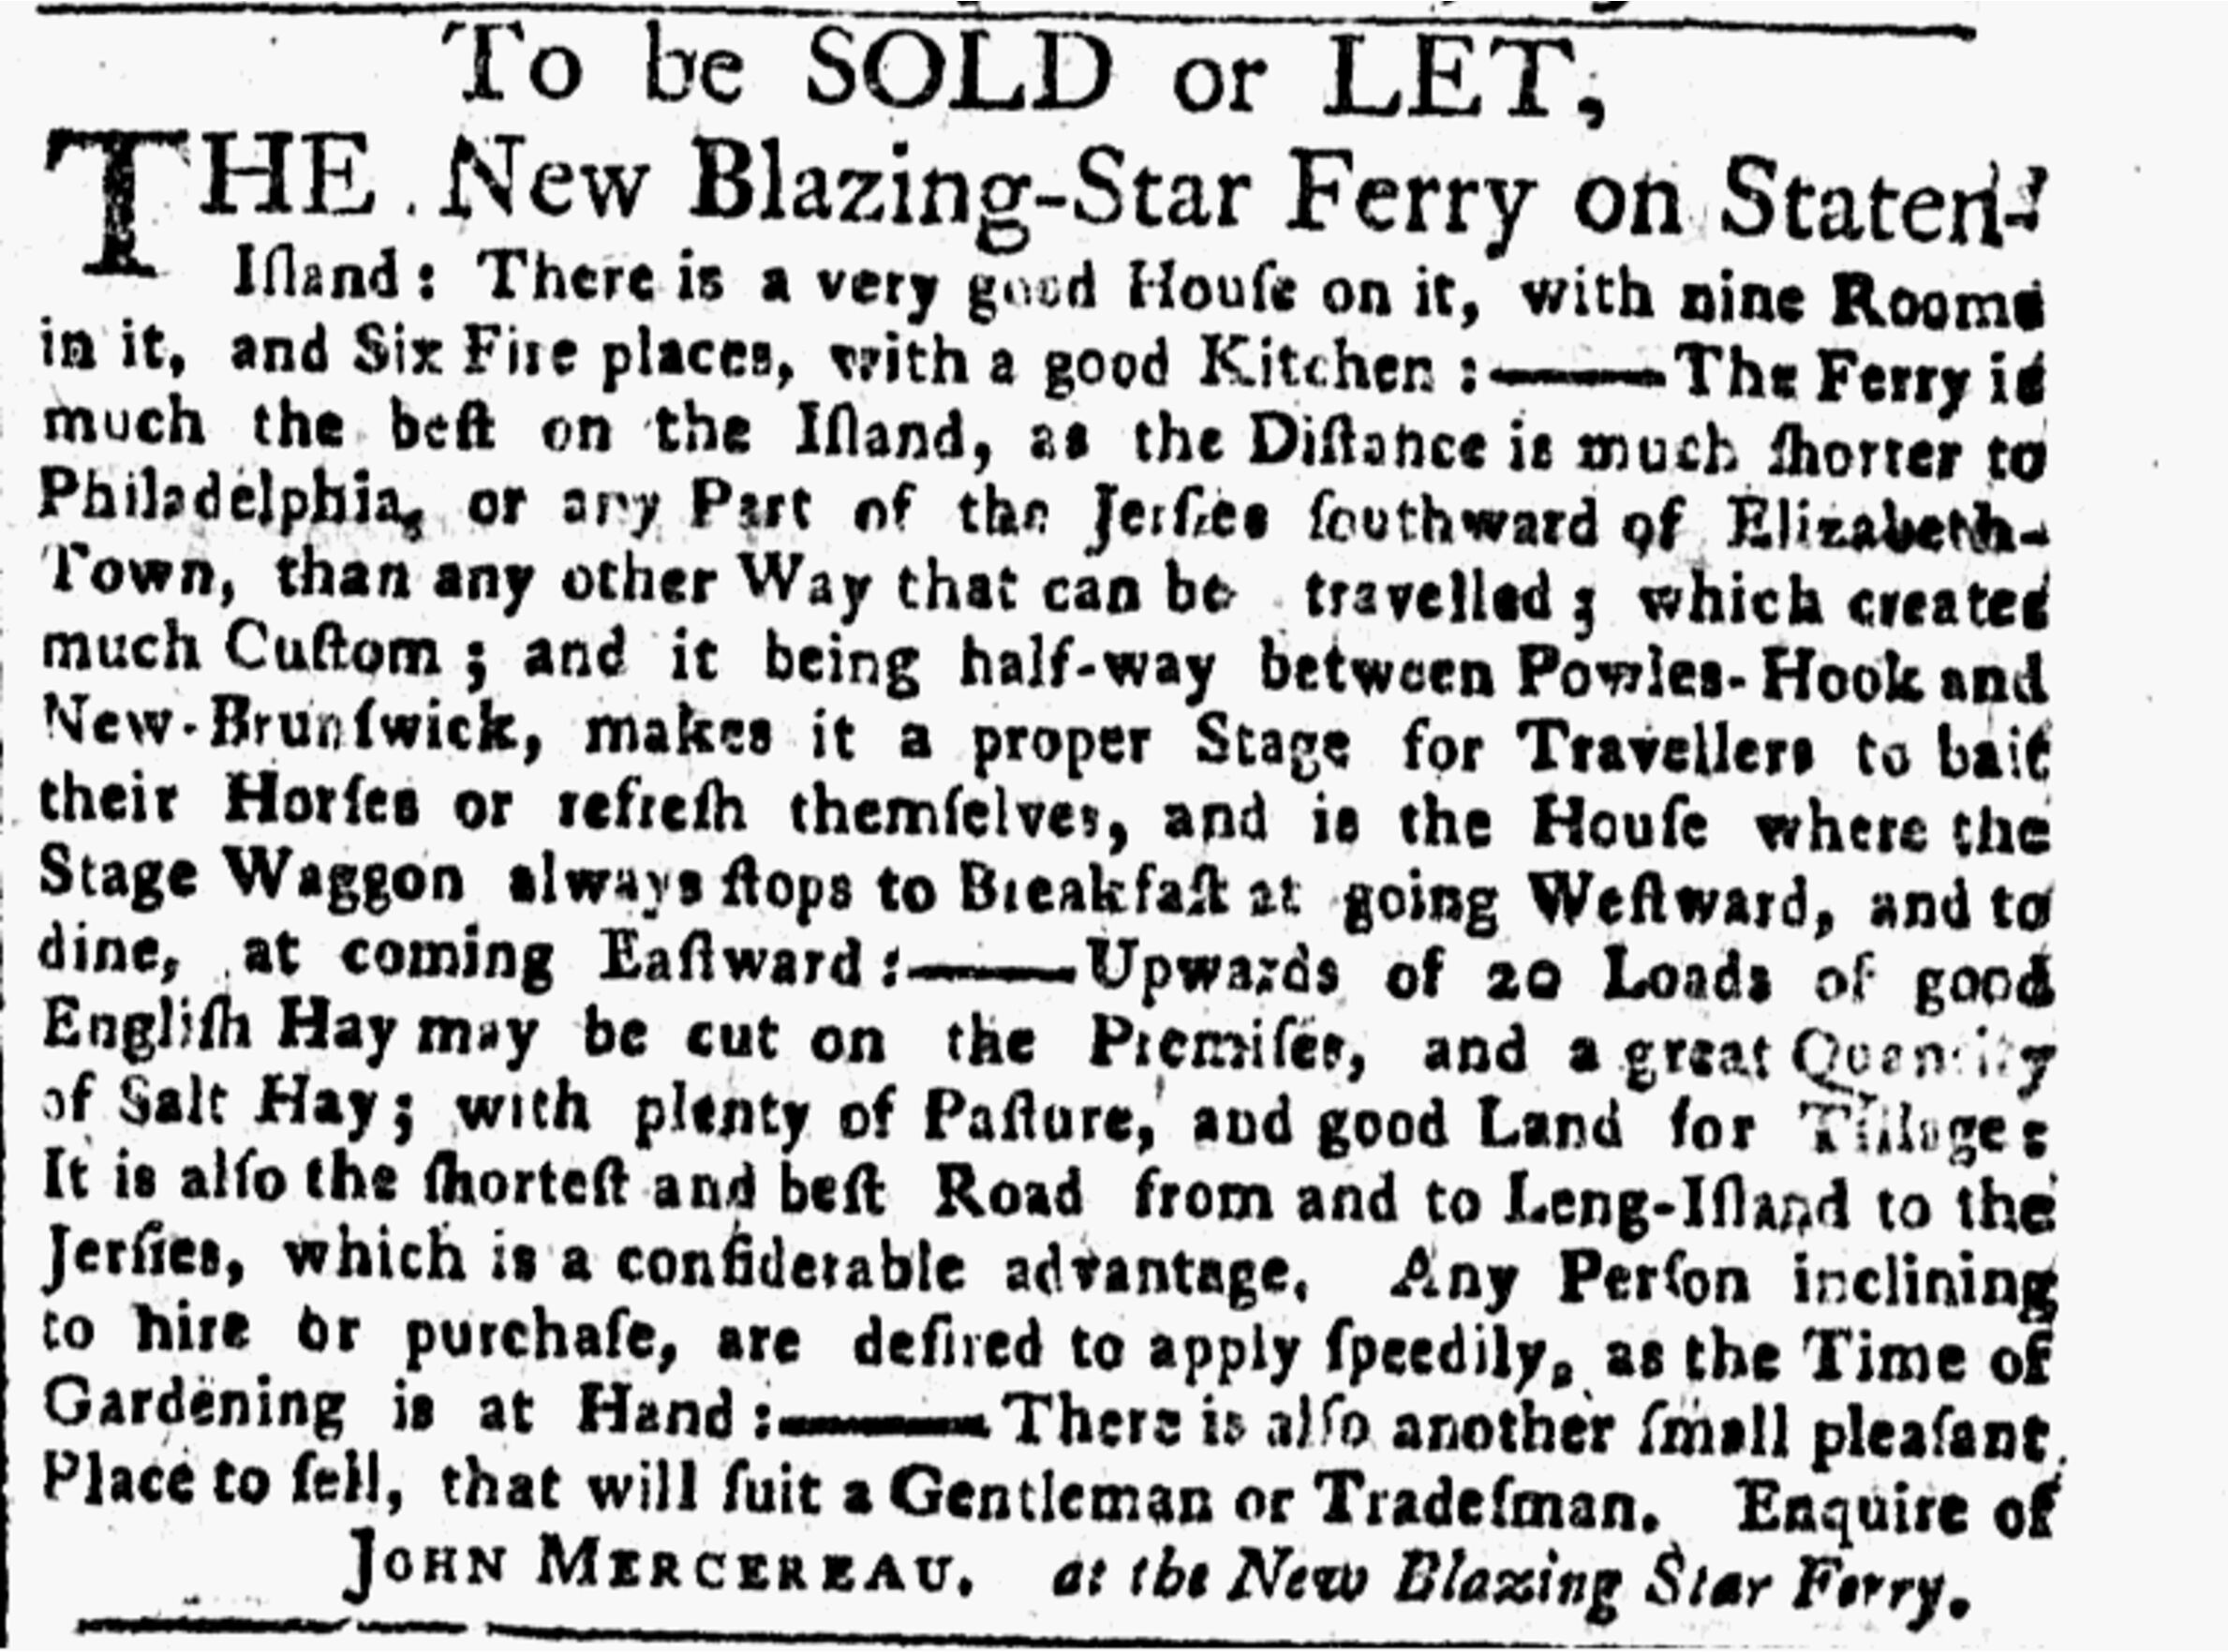 To be SOLD or LET,
THE New Blazing-Star Ferry on Staten-
Iſland: There is a very good Houſe on it, with nine Rooms
in it, and Six Fire places, with a good Kitchen :——The Ferry is
much the beſt on the Iſland, as the Diſtance is much ſhorter to
Philadelphia, or any Part of the Jerſies ſouthward of Elizabeth-
Town, than any other Way that can be travelled; which creates
much Cuſtom; and it being half-way between Powles-Hook and
New-Brunſwick, makes it a proper Stage for Travellers to bait
their Horſes or refreſh themſelves, and is the Houſe where the
Stage Waggon always ſtops to Breakfaſt at going Weſtward, and to
dine, at coming Eaſtward :——Upwards of 20 Loads of good
Engliſh Hay may be cut on the Premiſes, and a great Quantity
of Salt Hay; with plenty of Paſture, and good Land for Tillage:
It is alſo the ſhorteſt and beſt Road from and to Leng-Iſland to the
Jerſies, which is a conſiderable advantage. Any Perſon inclining
to hire or purchaſe, are deſired to apply ſpeedily, as the Time of
Gardening is at Hand :——There is alſo another ſmall pleaſant
Place to ſell, that will ſuit a Gentleman or Tradeſman. Enquire of
JOHN MERCEREAU. at the New Blazing Star Ferry.